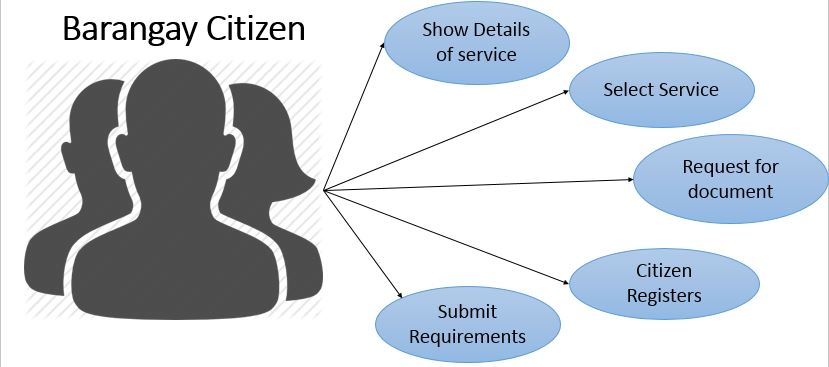 Barangay Citizen
Show Details
of service
Select Service
Request for
document
Citizen
Registers
Submit
Requirements